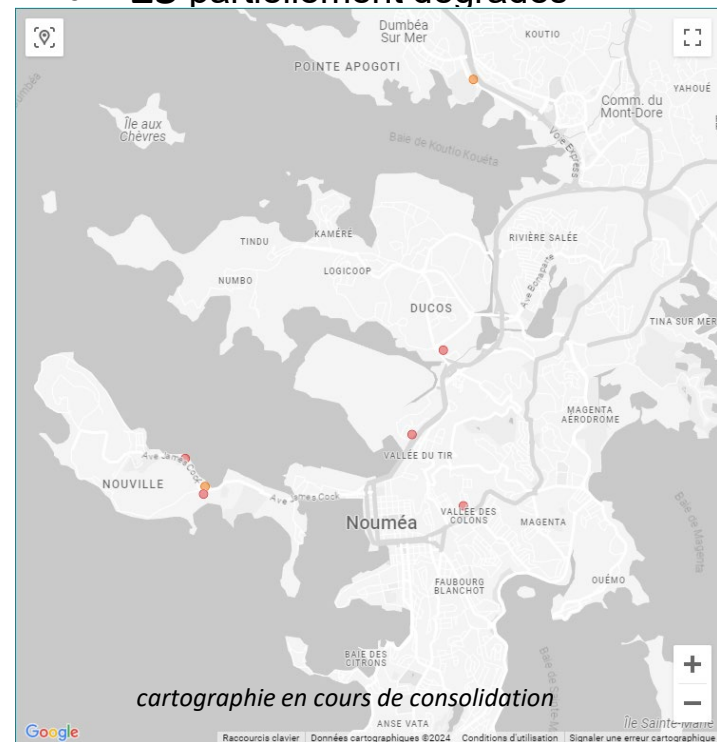 ES partiellement dégradés
Dumbéa
Sur Mer
KOUTIO
POINTE APOGOTI
YAHOUÉ
Comm. du
Mont-Dore
Île aux
Chèvres
Baie de Koutio Kouéta
Voie Express
KAMÉRÉ
TINDU
RIVIÈRE SALÉE
LOGICOOP
NUMBO
Ave Bonaparte
DUCOS
TINA SUR MER
MAGENTA
AÉRODROME
VALLÉE DU TIR
Ave James Cook
NOUVILLE
Ave James Cook
VALLÉE DES
COLONS
Nouméa
MAGENTA
Baie de Magenta
FAUBOURG
BLANCHOT
OUÉMO
BAIE DES
CITRONS
cartographie en cours de consolidation
Île Sainte-Marie
ANSE VATA
Google
Raccourcis clavier Données cartographiques ©2024 Conditions d'utilisation Signaler une erreur cartographique